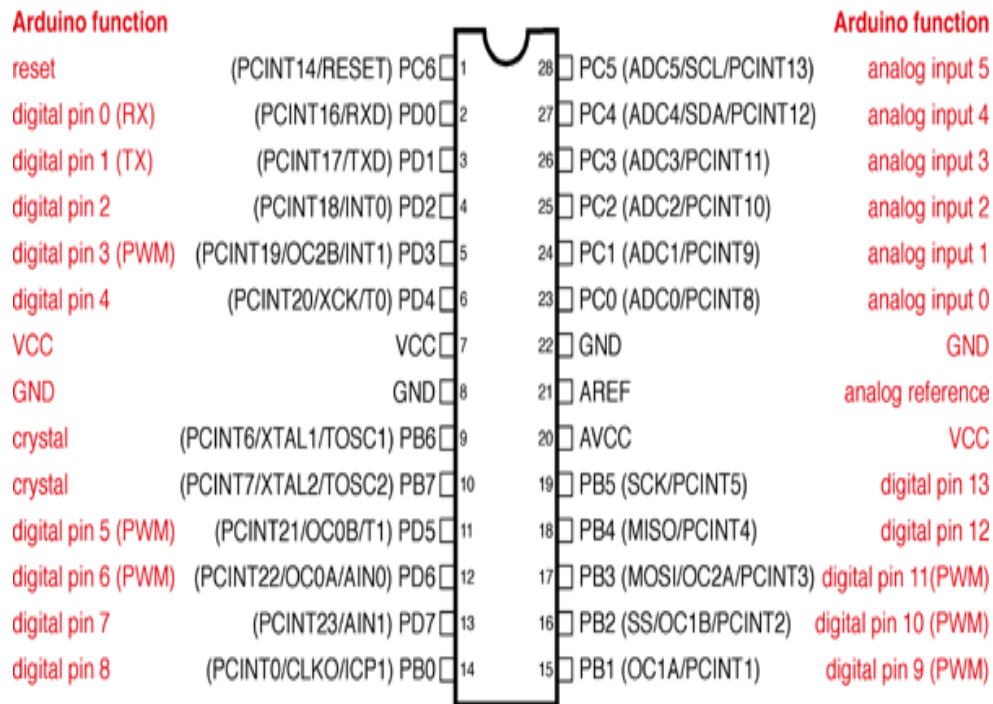 Arduino function Arduino function
reset (PCINT14/RESET) PC6 1 28 PC5 (ADC5/SCL/PCINT13) analog input 5
digital pin 0 (RX) (PCINT16/RXD) PD0 2 27 PC4 (ADC4/SDA/PCINT12) analog input 4
digital pin 1 (TX) (PCINT17/TXD) PD1 3 26 PC3 (ADC3/PCINT11) analog input 3
digital pin 2 (PCINT18/INT0) PD2 4 25 PC2 (ADC2/PCINT10) analog input 2
digital pin 3 (PWM) (PCINT19/OC2B/INT1) PD3 5 24 PC1 (ADC1/PCINT9) analog input 1
digital pin 4 (PCINT20/XCK/T0) PD4 6 23 PC0 (ADC0/PCINT8) analog input 0
VCC VCC 7 22 GND GND
GND GND 8 21 AREF analog reference
crystal (PCINT6/XTAL1/TOSC1) PB6 9 20 AVCC VCC
crystal (PCINT7/XTAL2/TOSC2) PB7 10 19 PB5 (SCK/PCINT5) digital pin 13
digital pin 5 (PWM) (PCINT21/OC0B/T1) PD5 11 18 PB4 (MISO/PCINT4) digital pin 12
digital pin 6 (PWM) (PCINT22/OC0A/AIN0) PD6 12 17 PB3 (MOSI/OC2A/PCINT3) digital pin 11(PWM)
digital pin 7 (PCINT23/AIN1) PD7 13 16 PB2 (SS/OC1B/PCINT2) digital pin 10 (PWM)
digital pin 8 (PCINT0/CLKO/ICP1) PB0 14 15 PB1 (OC1A/PCINT1) digital pin 9 (PWM)